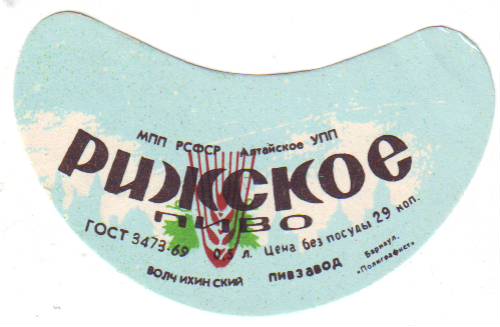 МПП РСФСР Алтайское УПП
РИЖСКОЕ
ПИВО
ГОСТ 3473-69 0,5 л. Цена без посуды 29 коп.
ВОЛЧИХИНСКИЙ ПИВЗАВОД
Барнаул.
«Полиграфист»